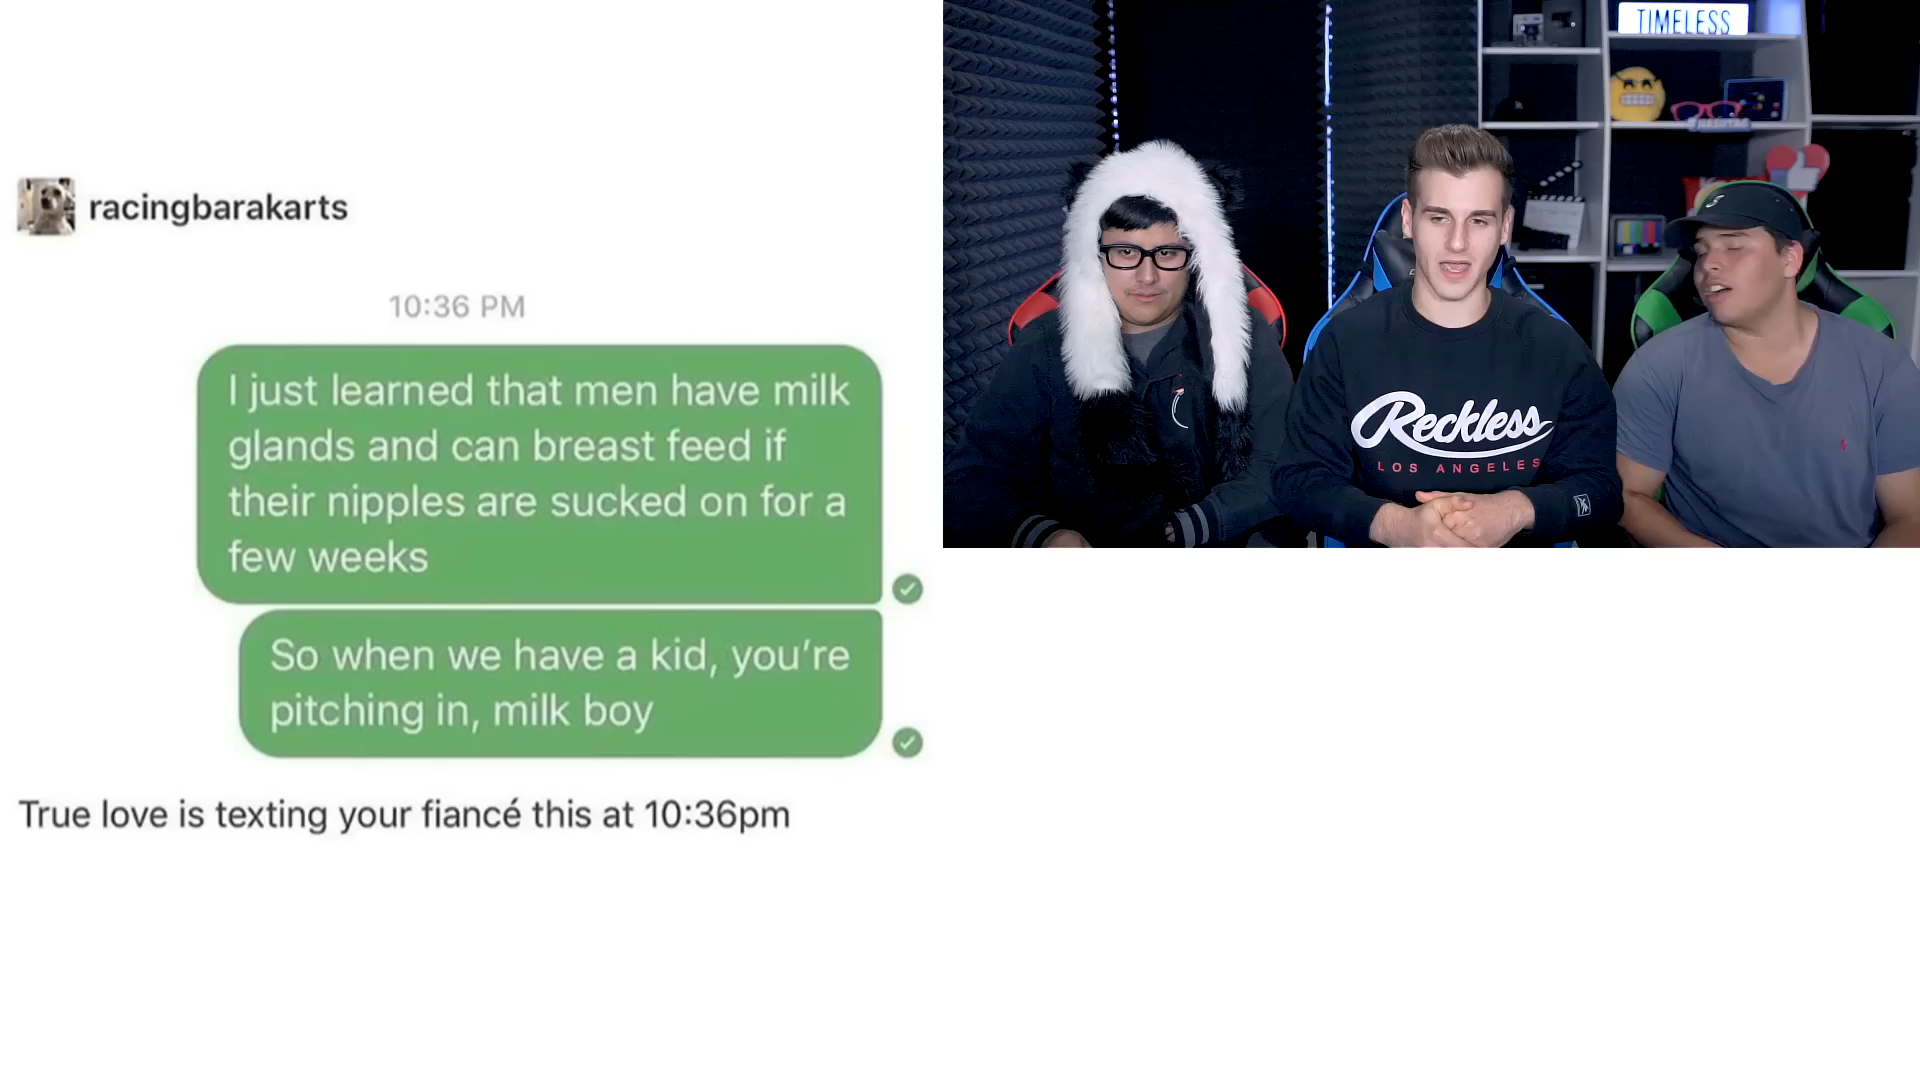 racingbarakarts
10:36 PM
I just learned that men have milk
glands and can breast feed if
their nipples are sucked on for a
few weeks
So when we have a kid, you're
pitching in, milk boy
True love is texting your fiancé this at 10:36pm
TIMELESS
Reckless
LOS ANGELES